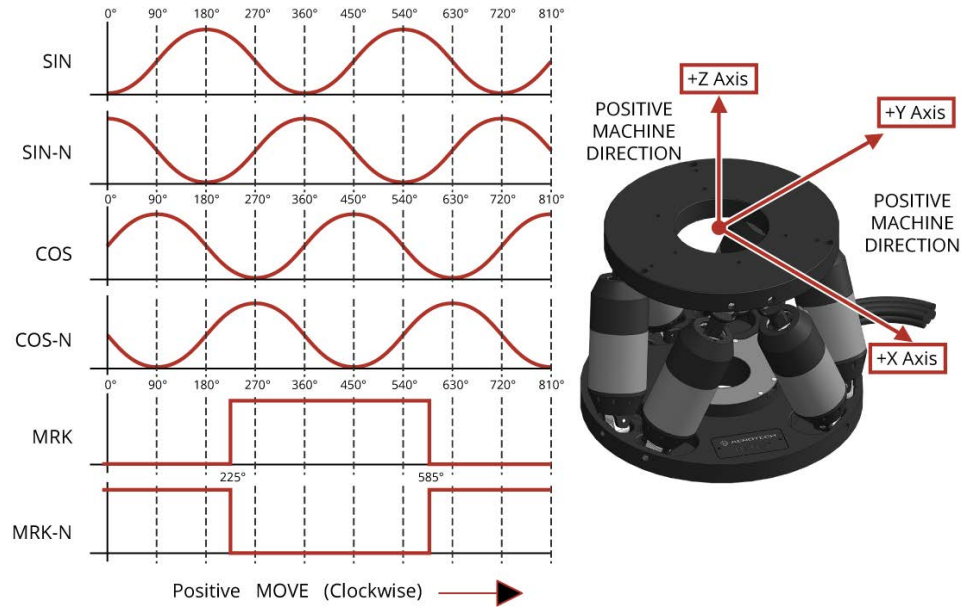 0° 90° 180° 270° 360° 450° 540° 630° 720° 810°
SIN
SIN-N
0° 90° 180° 270° 360° 450° 540° 630° 720° 810°
COS
COS-N
0° 90° 180° 270° 360° 450° 540° 630° 720° 810°
MRK
225° 585°
MRK-N
Positive MOVE (Clockwise)
+Z Axis
POSITIVE
MACHINE
DIRECTION
+Y Axis
POSITIVE
MACHINE
DIRECTION
+X Axis
AEROTECH